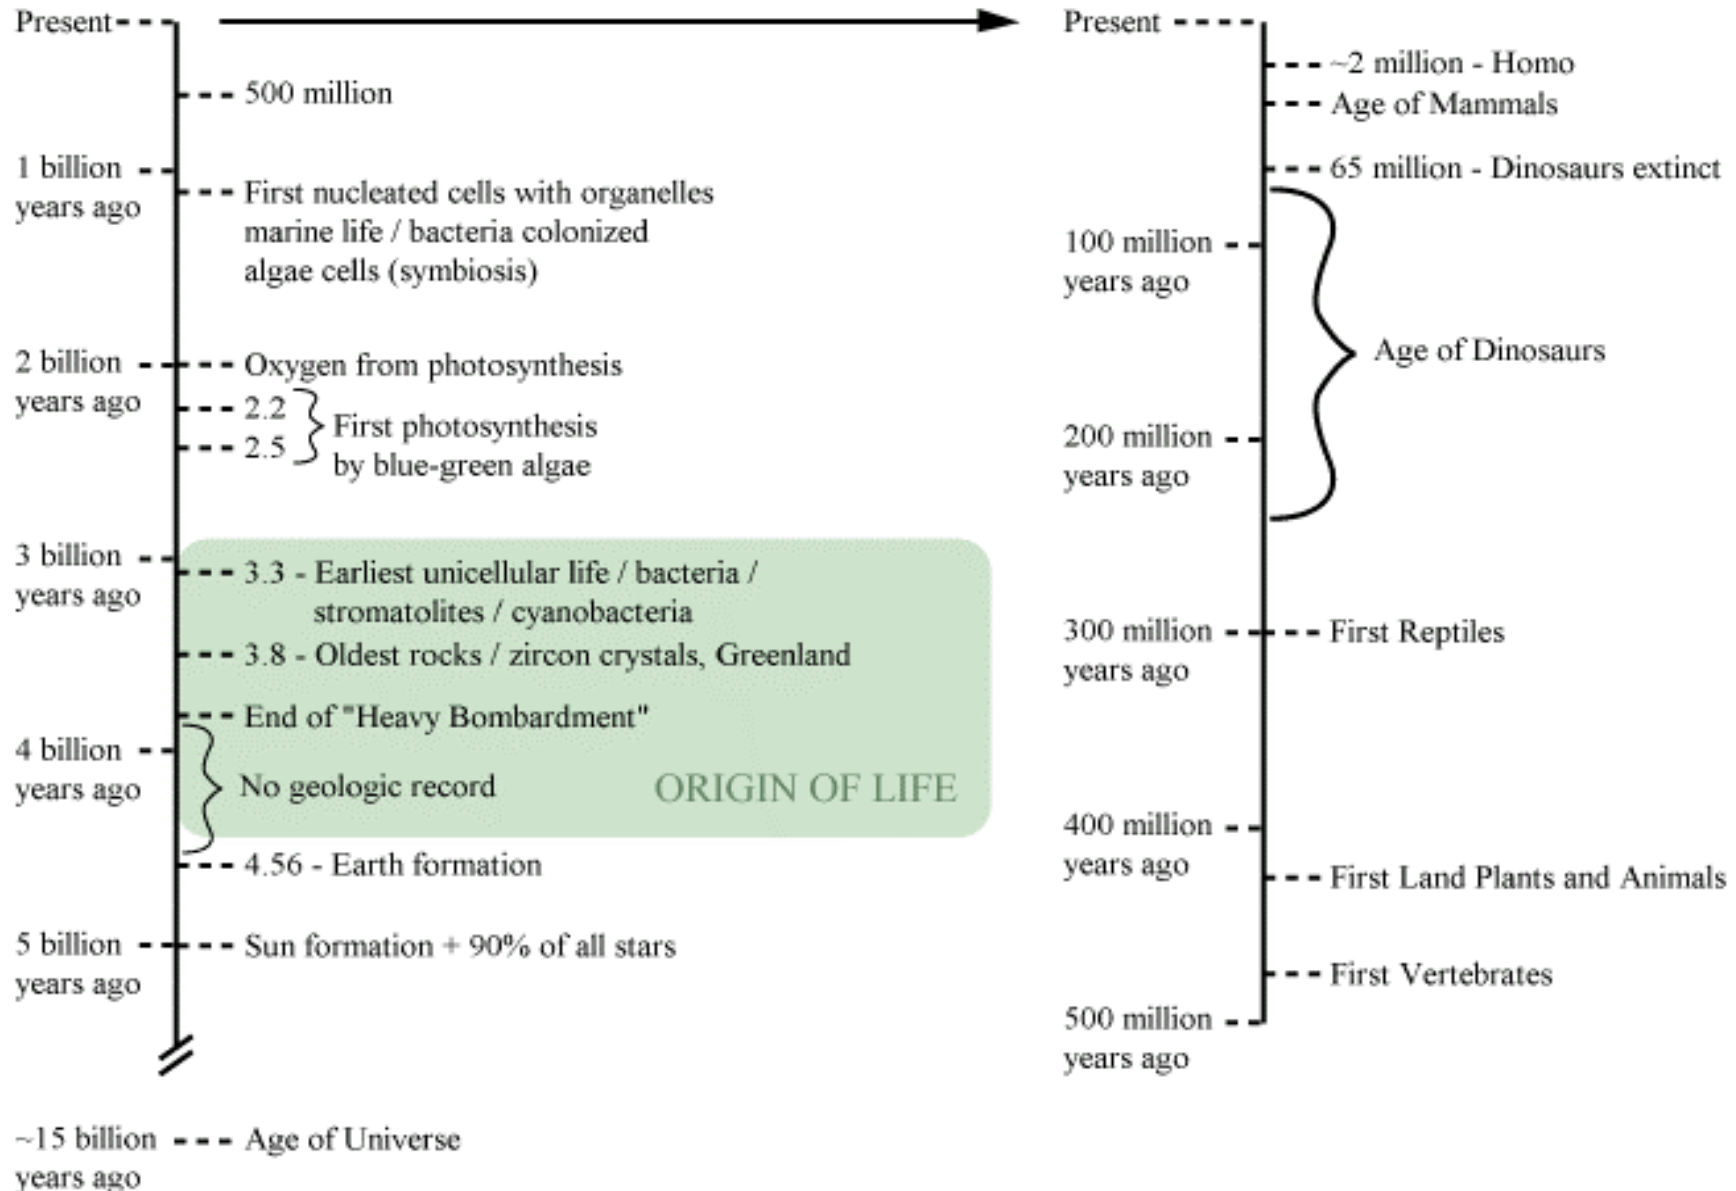 Present
500 million
1 billion
years ago
First nucleated cells with organelles
marine life / bacteria colonized
algae cells (symbiosis)
2 billion
years ago
Oxygen from photosynthesis
2.2
2.5
First photosynthesis
by blue-green algae
3 billion
years ago
3.3 - Earliest unicellular life / bacteria /
stromatolites / cyanobacteria
3.8 - Oldest rocks / zircon crystals, Greenland
End of "Heavy Bombardment"
4 billion
years ago
No geologic record
ORIGIN OF LIFE
4.56 - Earth formation
5 billion
years ago
Sun formation + 90% of all stars
~15 billion
years ago
Age of Universe
Present
~2 million - Homo
Age of Mammals
65 million - Dinosaurs extinct
100 million
years ago
Age of Dinosaurs
200 million
years ago
300 million
years ago
First Reptiles
400 million
years ago
First Land Plants and Animals
First Vertebrates
500 million
years ago